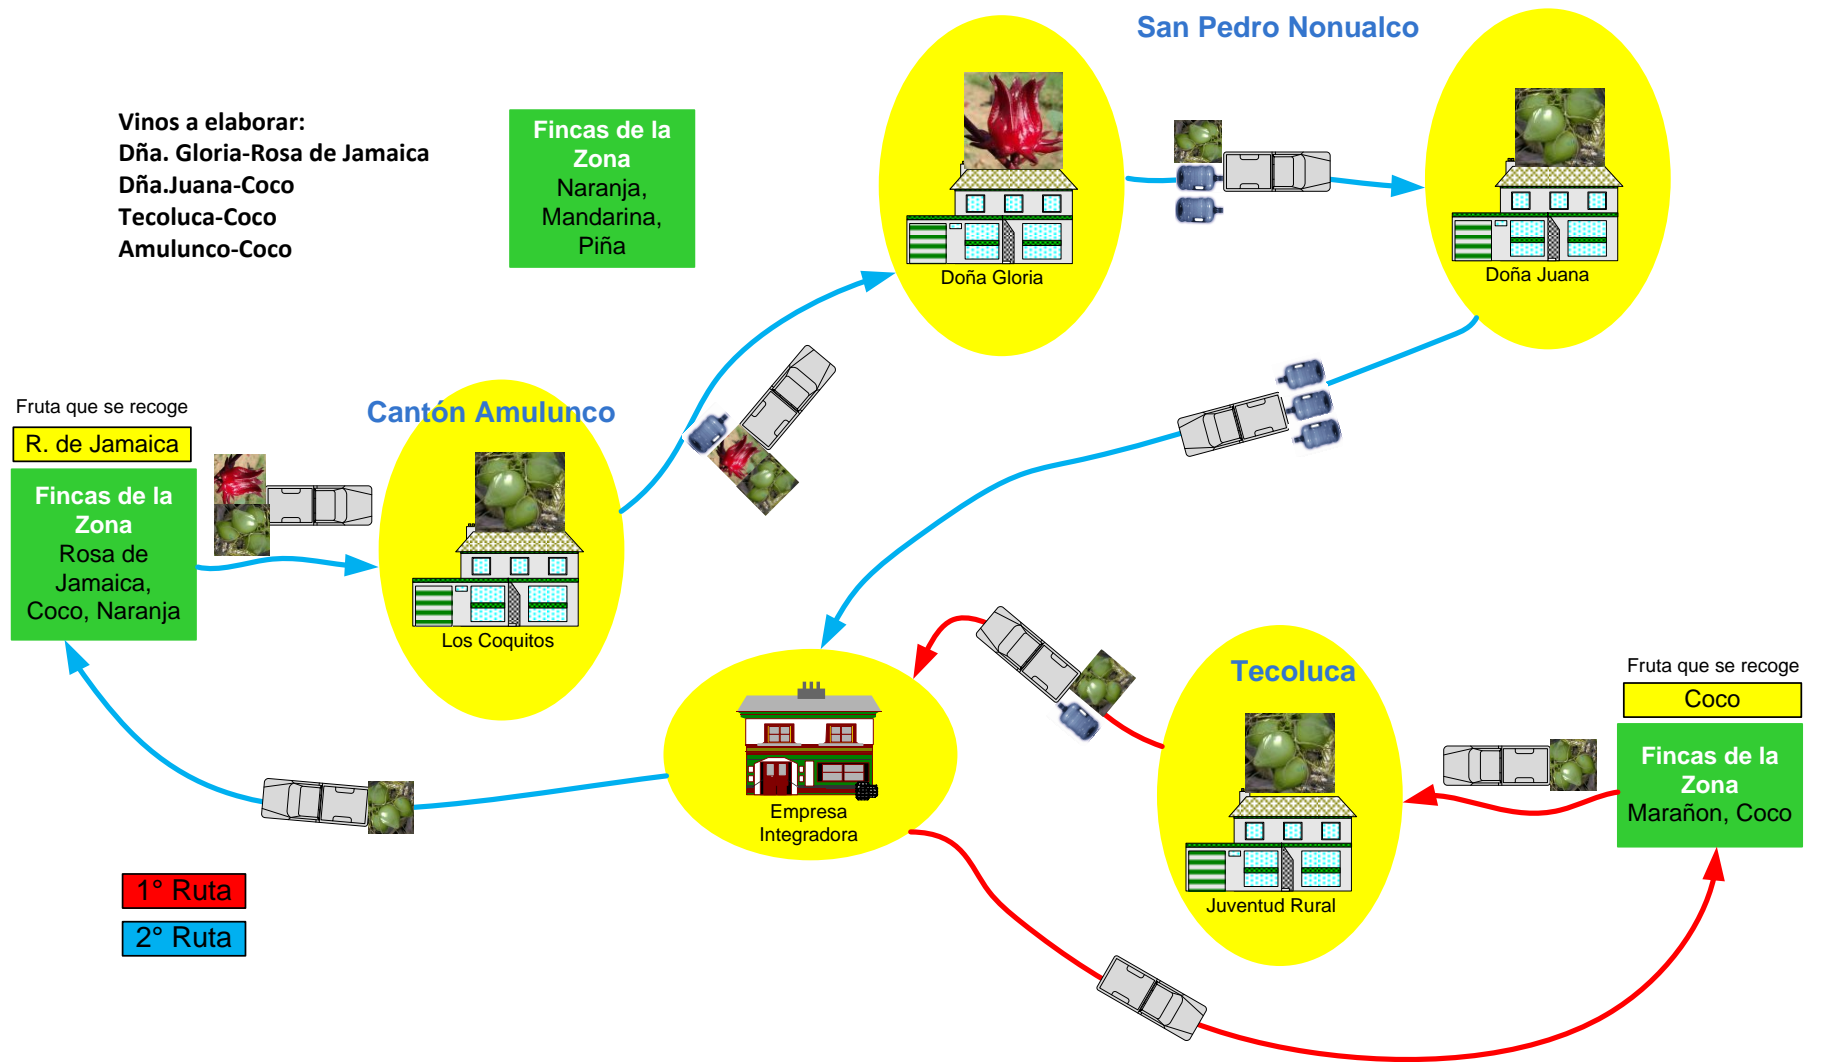 San Pedro Nonualco
Vinos a elaborar:
Dña. Gloria-Rosa de Jamaica
Dña.Juana-Coco
Tecoluca-Coco
Amulunco-Coco
Fincas de la
Zona
Naranja,
Mandarina,
Piña
Doña Gloria
Doña Juana
Fruta que se recoge
R. de Jamaica
Fincas de la
Zona
Rosa de
Jamaica,
Coco, Naranja
Cantón Amulunco
Los Coquitos
Empresa
Integradora
Tecoluca
Juventud Rural
Fruta que se recoge
Coco
Fincas de la
Zona
Marañon, Coco
1° Ruta
2° Ruta